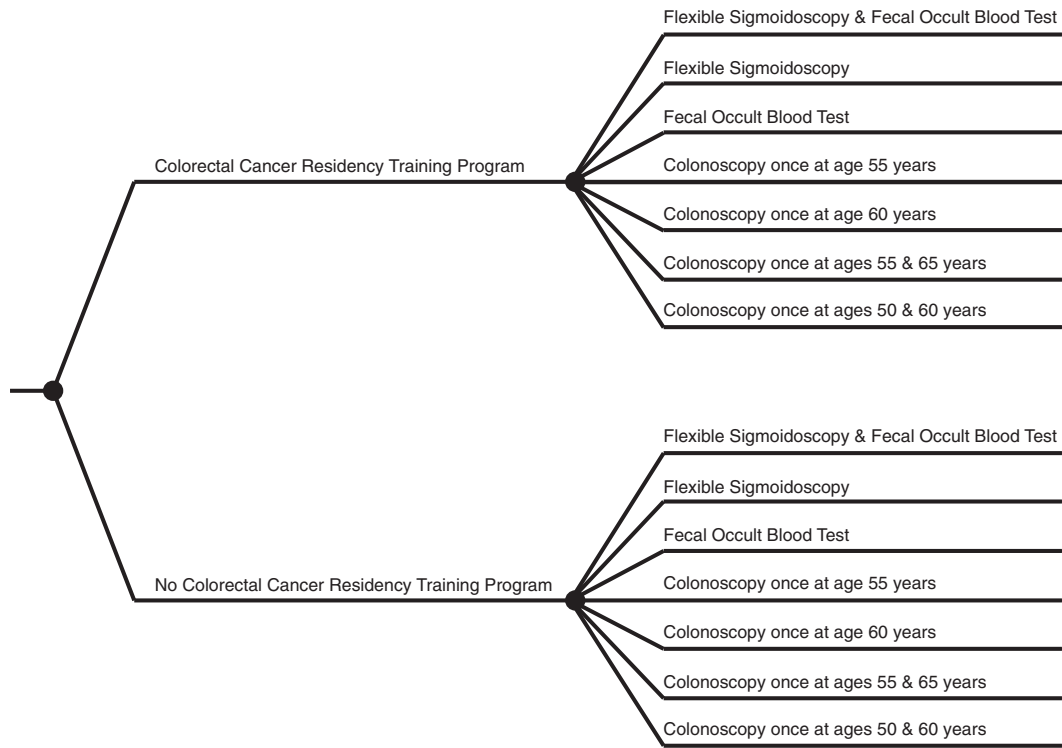 Flexible Sigmoidoscopy & Fecal Occult Blood Test
Flexible Sigmoidoscopy
Fecal Occult Blood Test
Colorectal Cancer Residency Training Program
Colonoscopy once at age 55 years
Colonoscopy once at age 60 years
Colonoscopy once at ages 55 & 65 years
Colonoscopy once at ages 50 & 60 years
Flexible Sigmoidoscopy & Fecal Occult Blood Test
Flexible Sigmoidoscopy
Fecal Occult Blood Test
No Colorectal Cancer Residency Training Program
Colonoscopy once at age 55 years
Colonoscopy once at age 60 years
Colonoscopy once at ages 55 & 65 years
Colonoscopy once at ages 50 & 60 years